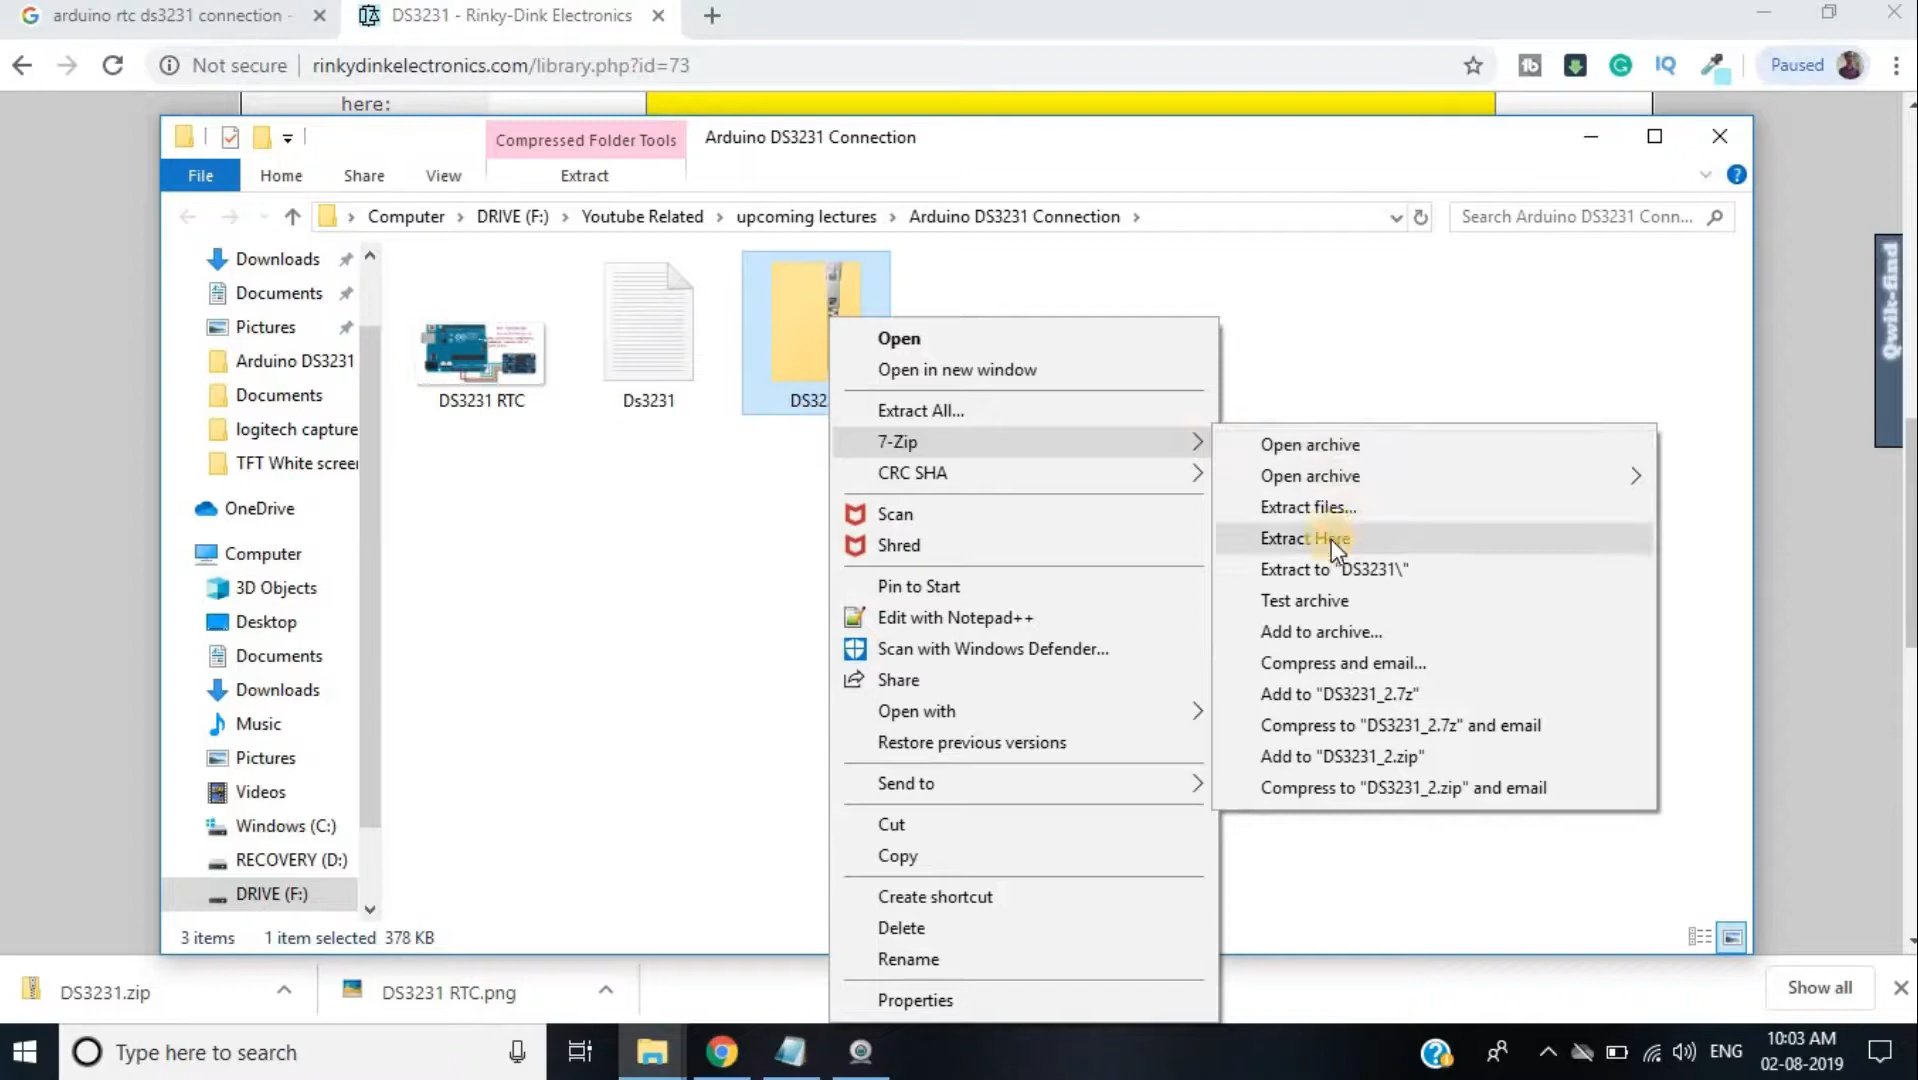 arduino rtc ds3231 connection -
DS3231 - Rinky-Dink Electronics
Not secure
rinkydinkelectronics.com/library.php?id=73
Paused
here:
Compressed Folder Tools
Arduino DS3231 Connection
File
Home
Share
View
Extract
Computer
DRIVE (F:)
Youtube Related
upcoming lectures
Arduino DS3231 Connection
Search Arduino DS3231 Conn...
Qwik-find
Downloads
Documents
Pictures
Arduino DS3231
Documents
logitech capture
TFT White screen
OneDrive
Computer
3D Objects
Desktop
Documents
Downloads
Music
Pictures
Videos
Windows (C:)
RECOVERY (D:)
DRIVE (F:)
DS3231 RTC
Ds3231
DS32
Open
Open in new window
Extract All...
7-Zip
CRC SHA
Scan
Shred
Pin to Start
Edit with Notepad++
Scan with Windows Defender...
Share
Open with
Restore previous versions
Send to
Cut
Copy
Create shortcut
Delete
Rename
Properties
Open archive
Open archive
Extract files...
Extract Here
Extract to "DS3231\"
Test archive
Add to archive...
Compress and email...
Add to "DS3231_2.7z"
Compress to "DS3231_2.7z" and email
Add to "DS3231_2.zip"
Compress to "DS3231_2.zip" and email
3 items
1 item selected 378 KB
DS3231.zip
DS3231 RTC.png
Show all
Type here to search
ENG
10:03 AM
02-08-2019